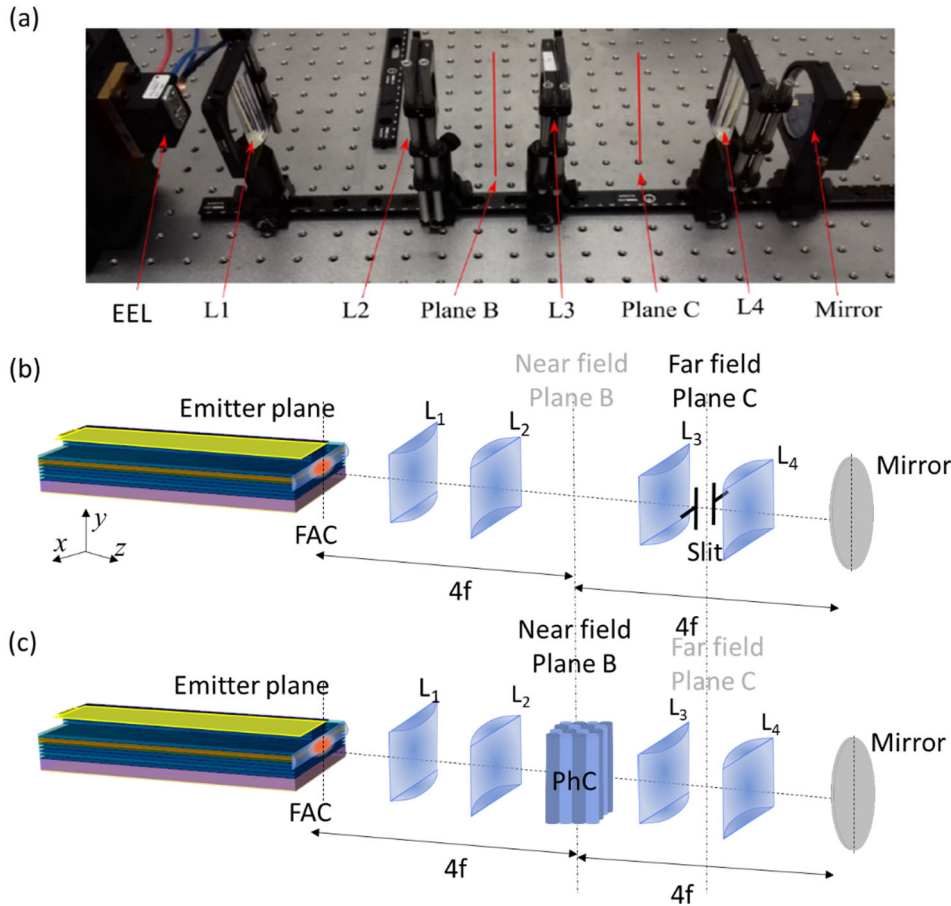 (a)
EEL L1 L2 Plane B L3 Plane C L4 Mirror
(b)
Near field Far field
Plane B Plane C
Emitter plane
L1 L2 L3 L4
Mirror
FAC
Slit
y
x z
4f
4f
(c)
Near field Far field
Plane B Plane C
Emitter plane
L1 L2 L3 L4
Mirror
PhC
FAC
4f
4f